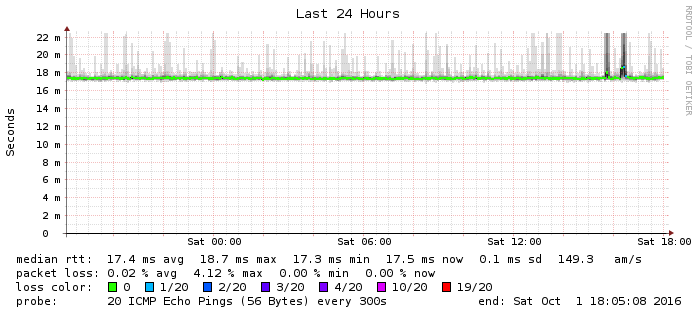 Last 24 Hours
RRDTOOL / TOBI OETIKER
Seconds
22 m
20 m
18 m
16 m
14 m
12 m
10 m
8 m
6 m
4 m
2 m
0
Sat 00:00 Sat 06:00 Sat 12:00 Sat 18:00
median rtt: 17.4 ms avg 18.7 ms max 17.3 ms min 17.5 ms now 0.1 ms sd 149.3 am/s
packet loss: 0.02 % avg 4.12 % max 0.00 % min 0.00 % now
loss color: 0 1/20 2/20 3/20 4/20 10/20 19/20
probe: 20 ICMP Echo Pings (56 Bytes) every 300s end: Sat Oct 1 18:05:08 2016